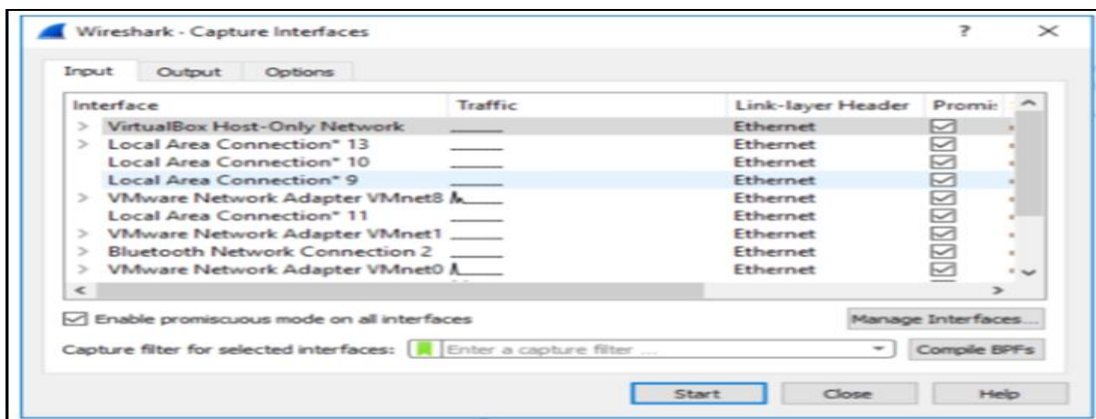 Wireshark - Capture Interfaces ? ×
Input Output Options
Interface Traffic Link-layer Header Promi
> VirtualBox Host-Only Network Ethernet
> Local Area Connection* 13 Ethernet
Local Area Connection* 10 Ethernet
Local Area Connection* 9 Ethernet
> VMware Network Adapter VMnet8 Ethernet
Local Area Connection* 11 Ethernet
> VMware Network Adapter VMnet1 Ethernet
> Bluetooth Network Connection 2 Ethernet
> VMware Network Adapter VMnet0 Ethernet
Enable promiscuous mode on all interfaces Manage Interfaces...
Capture filter for selected interfaces: Enter a capture filter ... Compile BPFs
Start Close Help